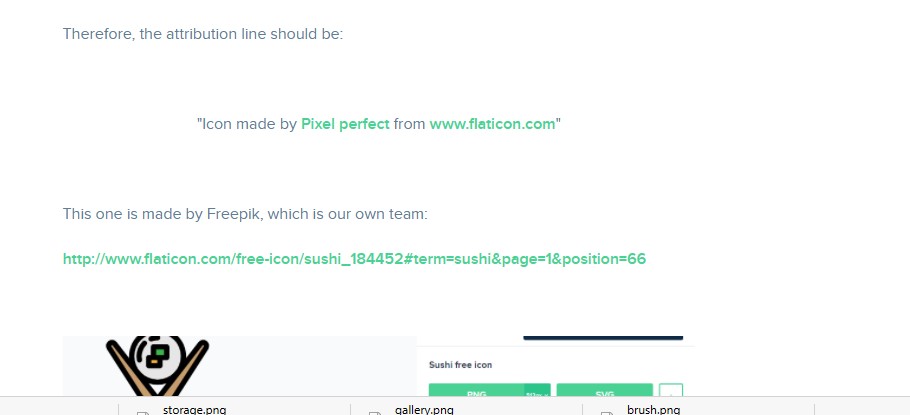 Therefore, the attribution line should be:
"Icon made by Pixel perfect from www.flaticon.com"
This one is made by Freepik, which is our own team:
http://www.flaticon.com/free-icon/sushi_184452#term=sushi&page=1&position=66
Sushi free icon
PNG SVG
storage.png gallery.png brush.png